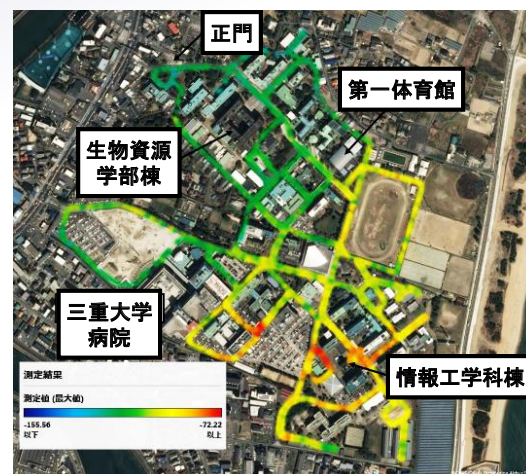 正門
第一体育館
生物資源
学部棟
三重大学
病院
情報工学科棟
測定結果
測定値 (最大値)
-155.56
以下
-72.22
以上